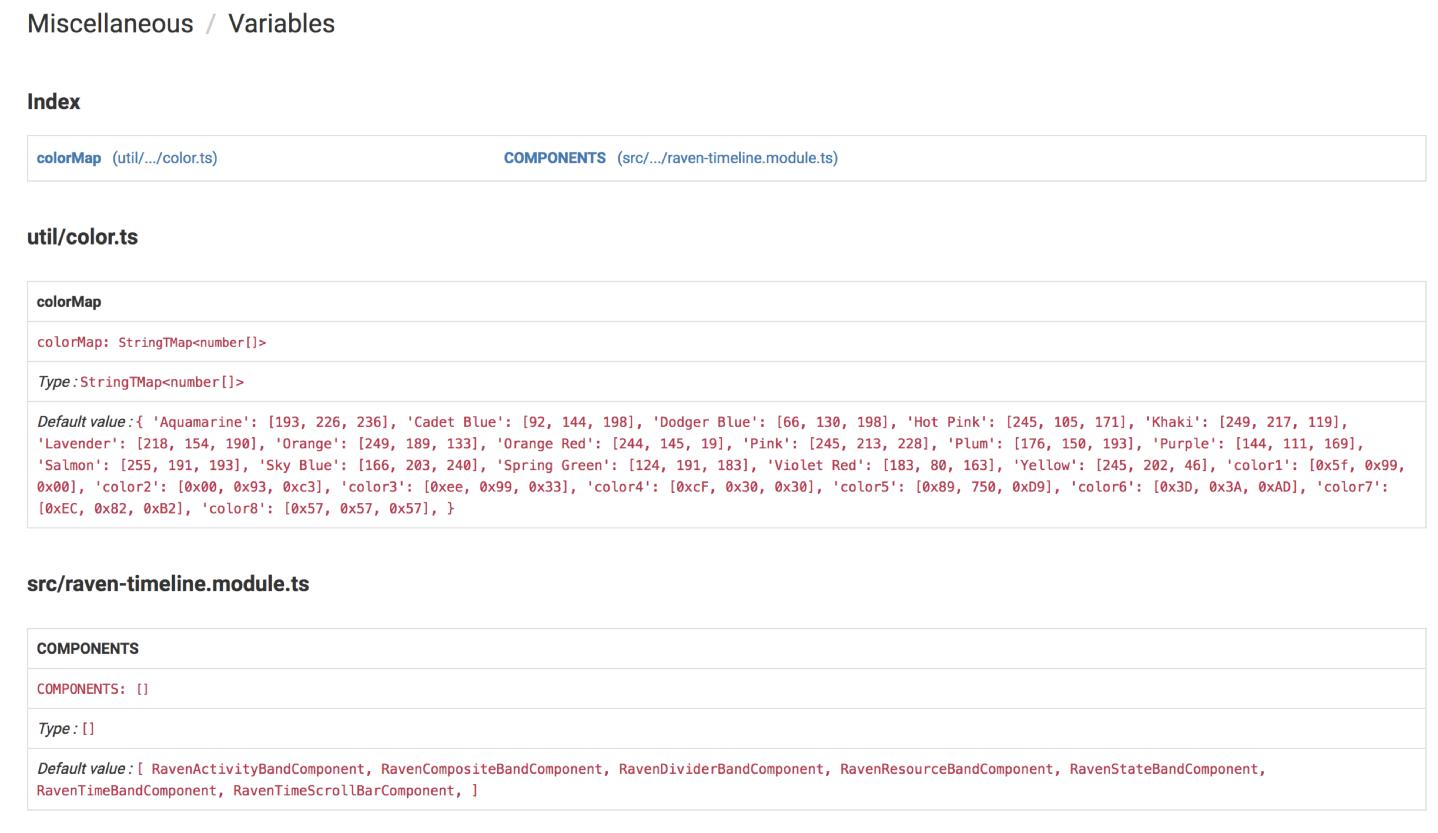 Miscellaneous / Variables
Index
colorMap (util/.../color.ts) COMPONENTS (src/.../raven-timeline.module.ts)
util/color.ts
colorMap
colorMap: StringTMap<number[]>
Type : StringTMap<number[]>
Default value : { 'Aquamarine': [193, 226, 236], 'Cadet Blue': [92, 144, 198], 'Dodger Blue': [66, 130, 198], 'Hot Pink': [245, 105, 171], 'Khaki': [249, 217, 119],
'Lavender': [218, 154, 190], 'Orange': [249, 189, 133], 'Orange Red': [244, 145, 19], 'Pink': [245, 213, 228], 'Plum': [176, 150, 193], 'Purple': [144, 111, 169],
'Salmon': [255, 191, 193], 'Sky Blue': [166, 203, 240], 'Spring Green': [124, 191, 183], 'Violet Red': [183, 80, 163], 'Yellow': [245, 202, 46], 'color1': [0x5f, 0x99,
0x00], 'color2': [0x00, 0x93, 0xc3], 'color3': [0xee, 0x99, 0x33], 'color4': [0xcF, 0x30, 0x30], 'color5': [0x89, 750, 0xD9], 'color6': [0x3D, 0x3A, 0xAD], 'color7':
[0xEC, 0x82, 0xB2], 'color8': [0x57, 0x57, 0x57], }
src/raven-timeline.module.ts
COMPONENTS
COMPONENTS: []
Type : []
Default value : [ RavenActivityBandComponent, RavenCompositeBandComponent, RavenDividerBandComponent, RavenResourceBandComponent, RavenStateBandComponent,
RavenTimeBandComponent, RavenTimeScrollBarComponent, ]